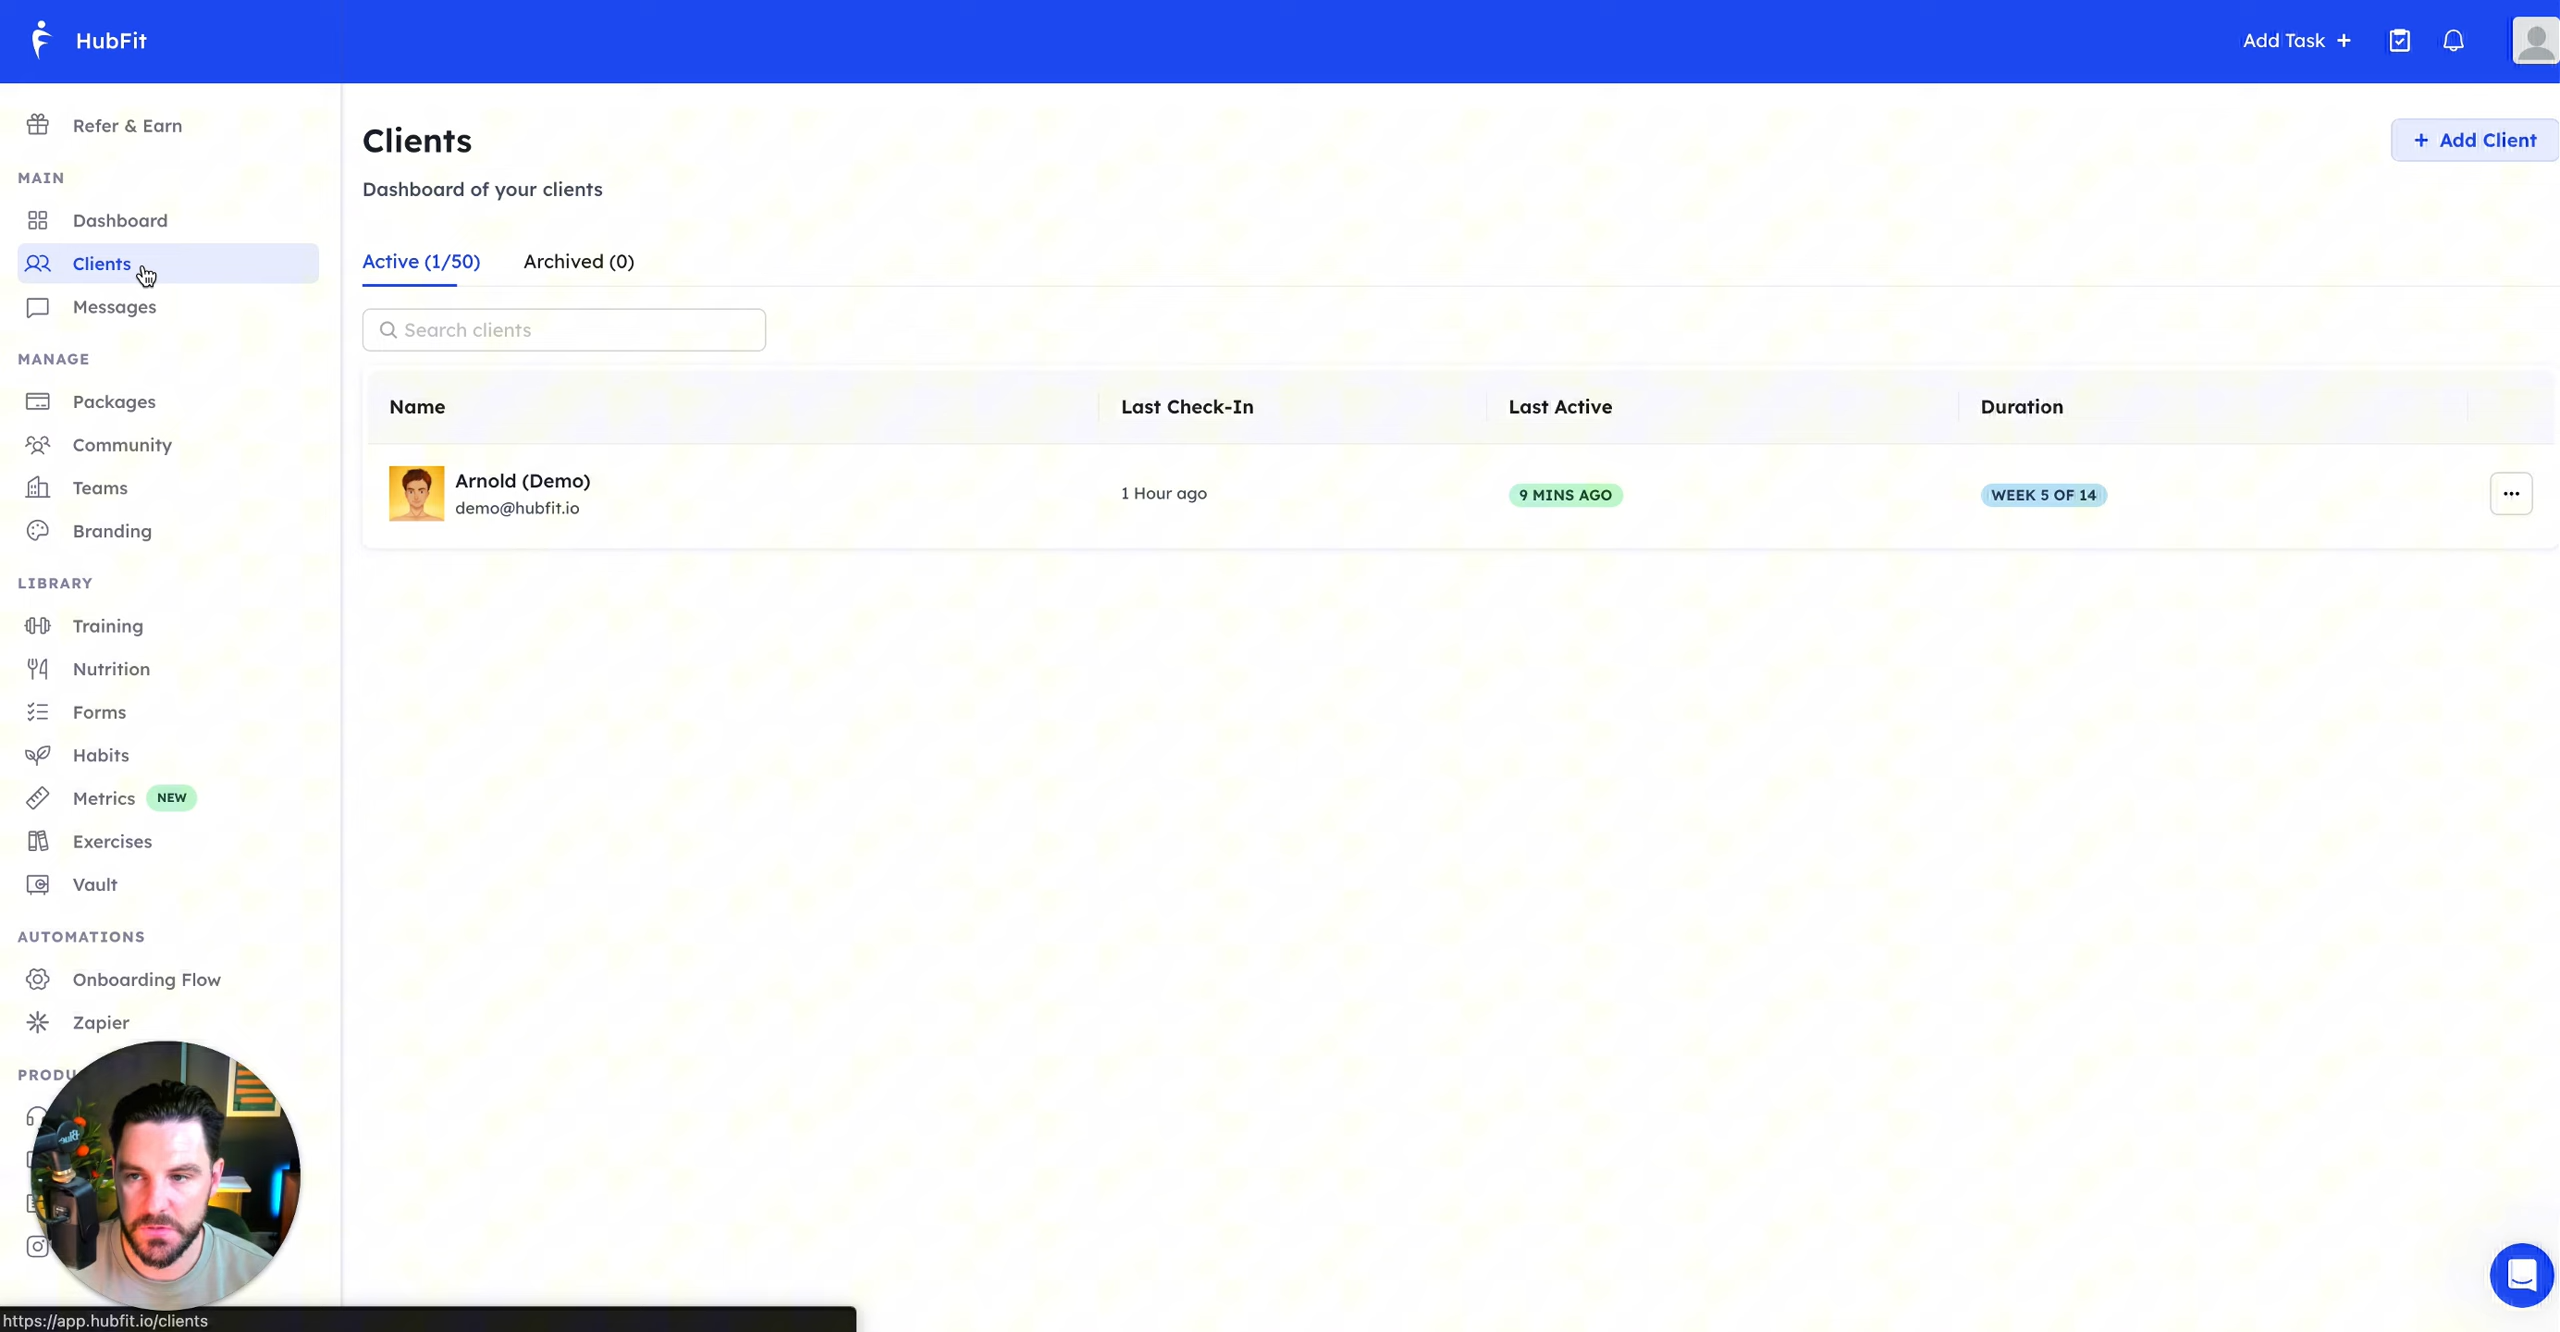 HubFit
Add Task +
Refer & Earn
MAIN
Dashboard
Clients
Messages
MANAGE
Packages
Community
Teams
Branding
LIBRARY
Training
Nutrition
Forms
Habits
Metrics NEW
Exercises
Vault
AUTOMATIONS
Onboarding Flow
Zapier
PRODU
Clients
+ Add Client
Dashboard of your clients
Active (1/50) Archived (0)
Search clients
Name Last Check-In Last Active Duration
Arnold (Demo)
demo@hubfit.io
1 Hour ago
9 MINS AGO
WEEK 5 OF 14
https://app.hubfit.io/clients